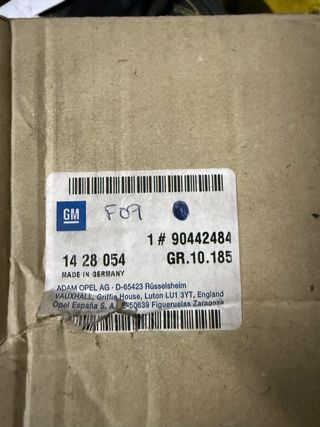 GM
F09
1 # 90442484
14 28 054
GR.10.185
MADE IN GERMANY
ADAM OPEL AG · D-65423 Rüsselsheim
VAUXHALL, Griffin House, Luton LU1 3YT, England
Opel España S. A. E-50639 Figueruelas Zaragoza